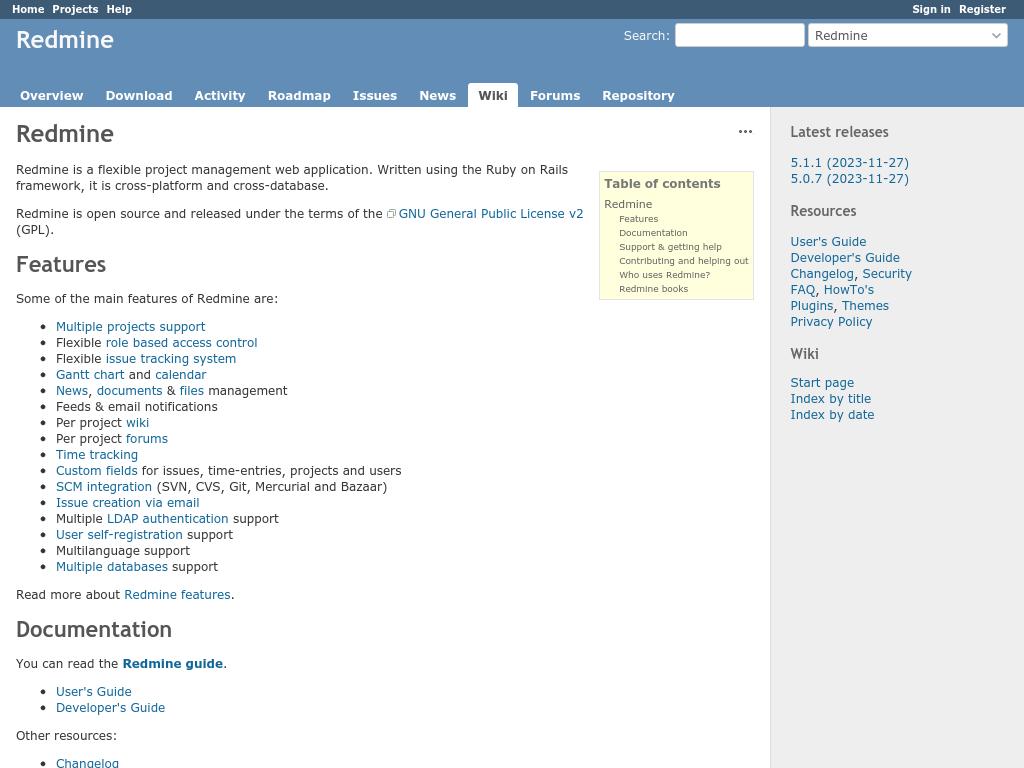 Home Projects Help Sign in Register
Redmine
Search: Redmine
Overview Download Activity Roadmap Issues News Wiki Forums Repository
Redmine
Redmine is a flexible project management web application. Written using the Ruby on Rails
framework, it is cross-platform and cross-database.
Redmine is open source and released under the terms of the GNU General Public License v2
(GPL).
Table of contents
Redmine
Features
Documentation
Support & getting help
Contributing and helping out
Who uses Redmine?
Redmine books
Features
Some of the main features of Redmine are:
• Multiple projects support
• Flexible role based access control
• Flexible issue tracking system
• Gantt chart and calendar
• News, documents & files management
• Feeds & email notifications
• Per project wiki
• Per project forums
• Time tracking
• Custom fields for issues, time-entries, projects and users
• SCM integration (SVN, CVS, Git, Mercurial and Bazaar)
• Issue creation via email
• Multiple LDAP authentication support
• User self-registration support
• Multilanguage support
• Multiple databases support
Read more about Redmine features.
Documentation
You can read the Redmine guide.
• User's Guide
• Developer's Guide
Other resources:
• Changelog
Latest releases
5.1.1 (2023-11-27)
5.0.7 (2023-11-27)
Resources
User's Guide
Developer's Guide
Changelog, Security
FAQ, HowTo's
Plugins, Themes
Privacy Policy
Wiki
Start page
Index by title
Index by date